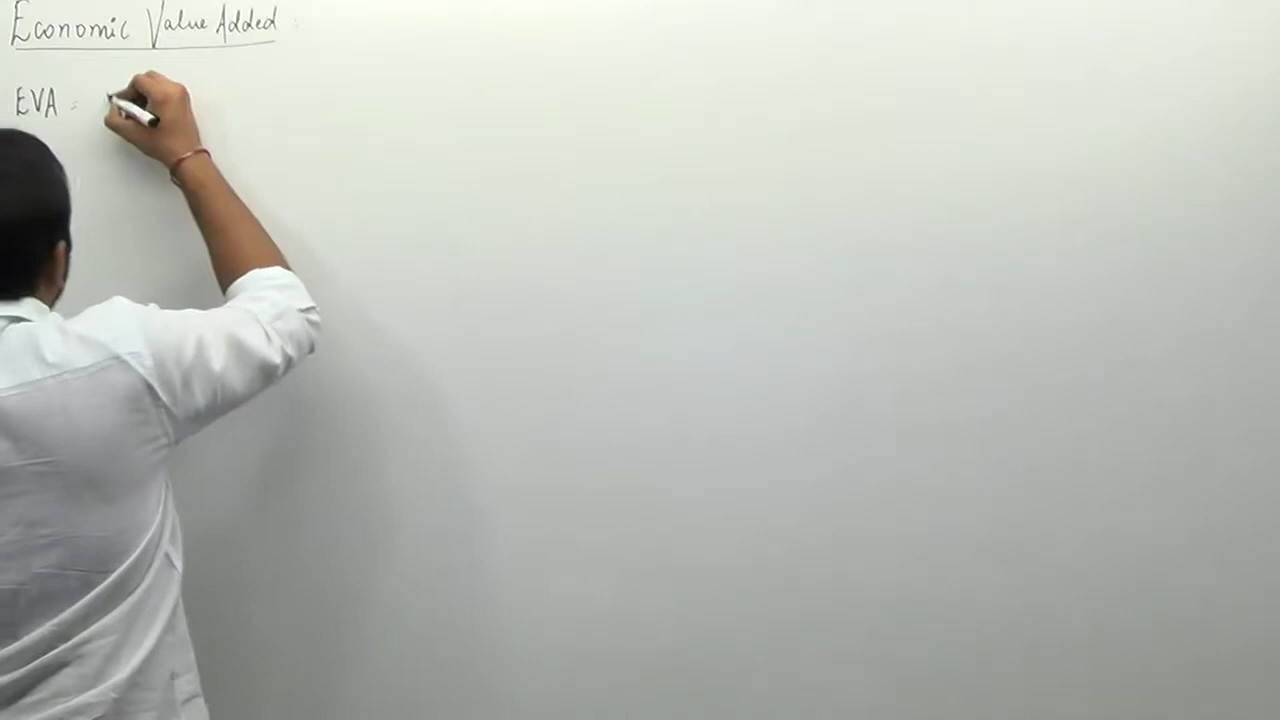 Economic Value Added
EVA =